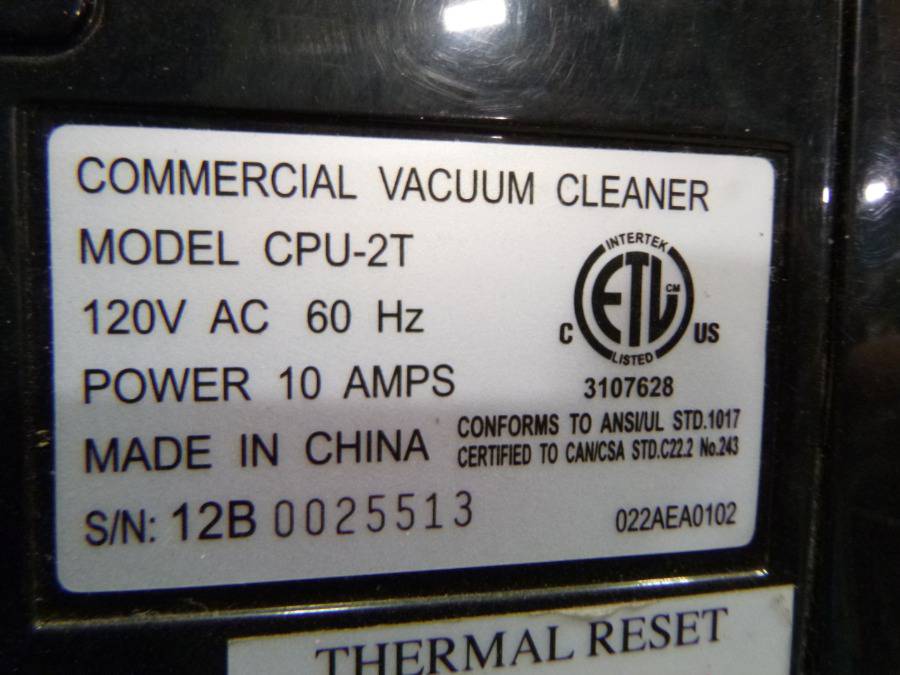 COMMERCIAL VACUUM CLEANER
MODEL CPU-2T
120V AC 60 Hz
POWER 10 AMPS
MADE IN CHINA
S/N: 12B 0025513
INTERTEK
ETL CM
LISTED
C US
3107628
CONFORMS TO ANSI/UL STD.1017
CERTIFIED TO CAN/CSA STD.C22.2 No.243
022AEA0102
THERMAL RESET